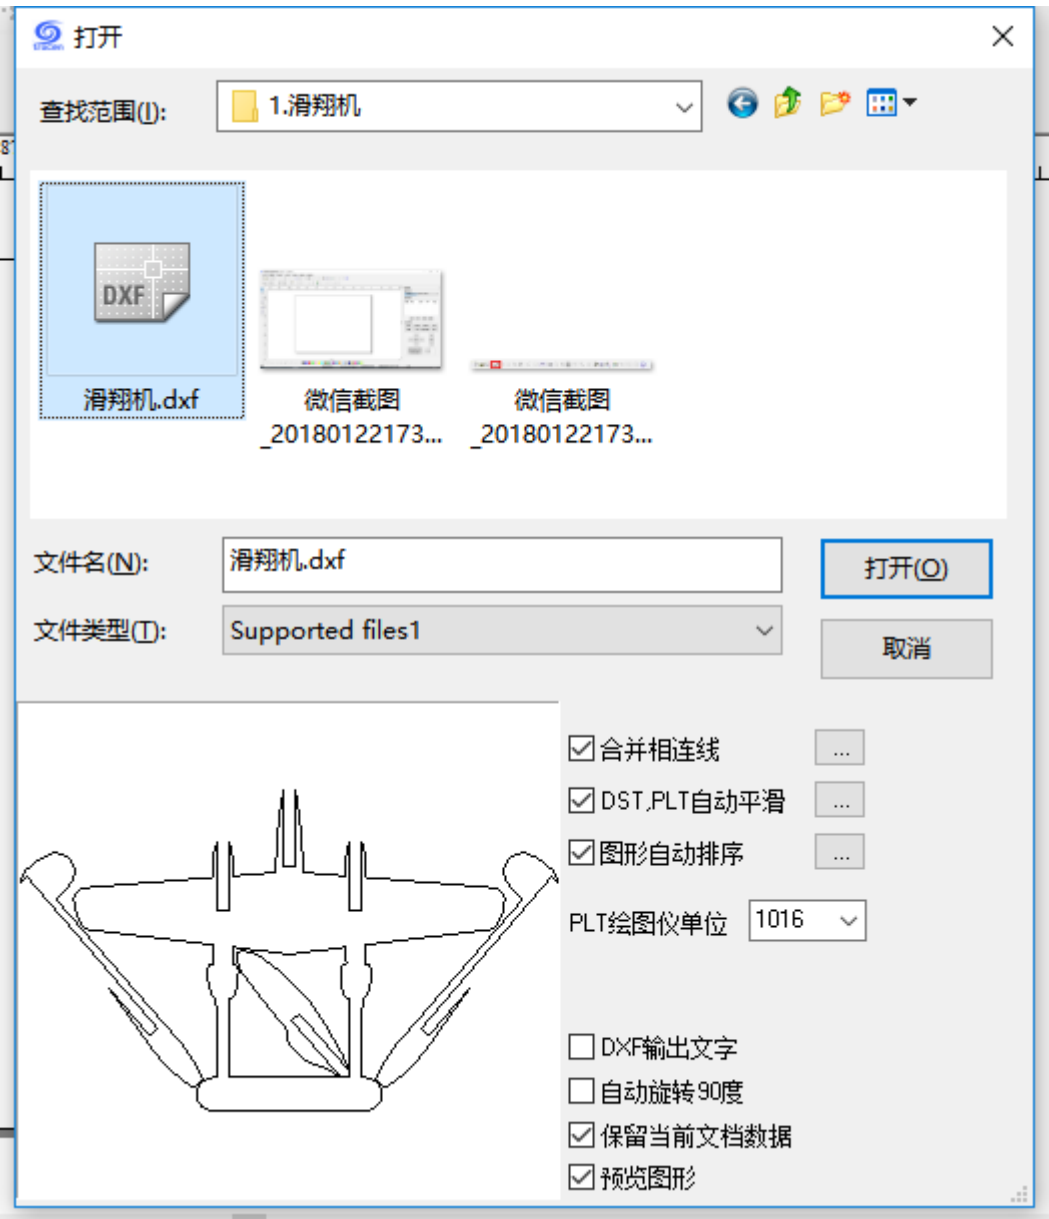 打开
查找范围(I):
1.滑翔机
DXF
滑翔机.dxf
微信截图
_20180122173...
微信截图
_20180122173...
文件名(N):
滑翔机.dxf
打开(O)
文件类型(T):
Supported files1
取消
合并相连线
...
DST,PLT自动平滑
...
图形自动排序
...
PLT绘图仪单位
1016
DXF输出文字
自动旋转90度
保留当前文档数据
预览图形